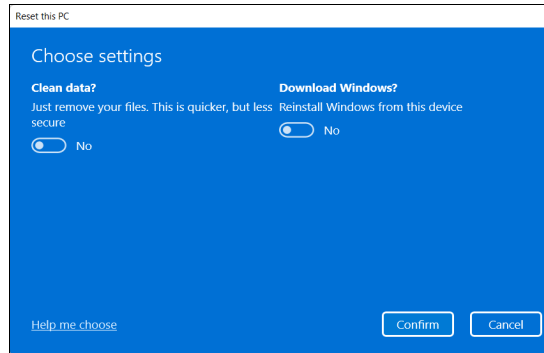 Reset this PC
Choose settings
Clean data?
Just remove your files. This is quicker, but less
secure
No
Download Windows?
Reinstall Windows from this device
No
Help me choose
Confirm
Cancel